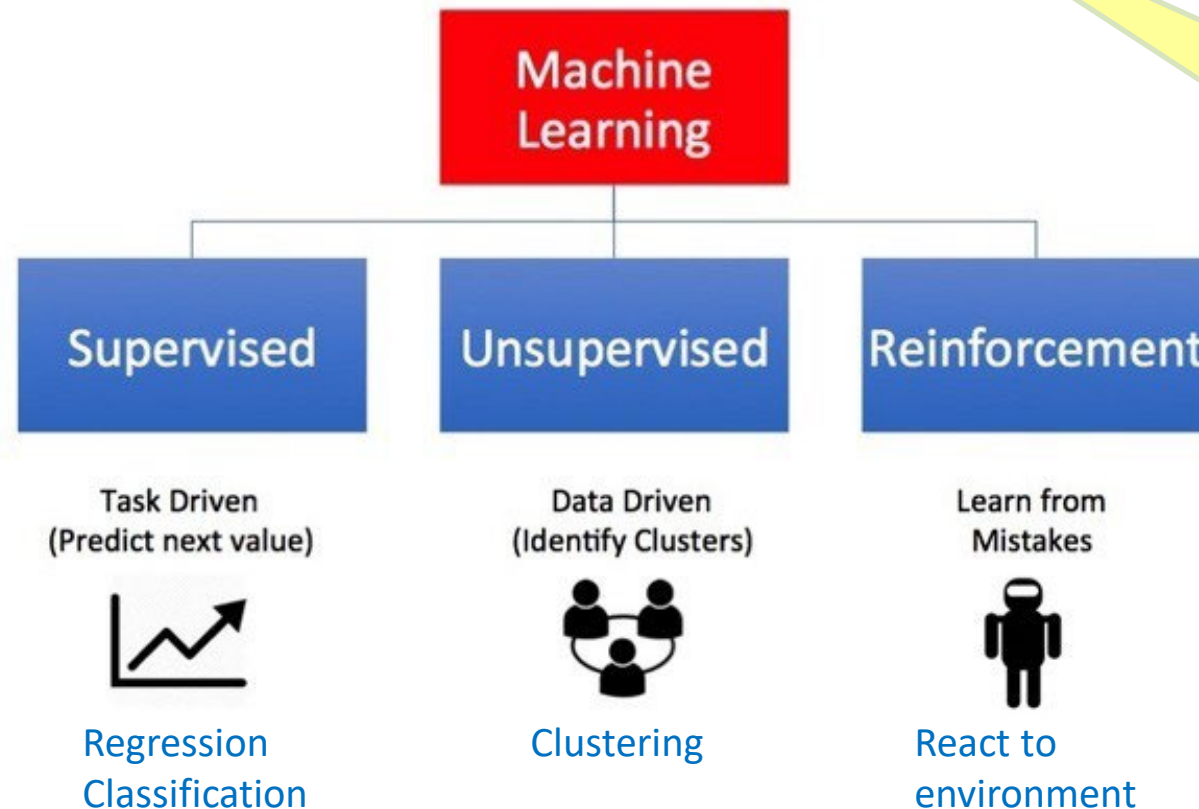 Machine
Learning
Supervised
Unsupervised
Reinforcement
Task Driven
(Predict next value)
Data Driven
(Identify Clusters)
Learn from
Mistakes
Regression
Classification
Clustering
React to
environment